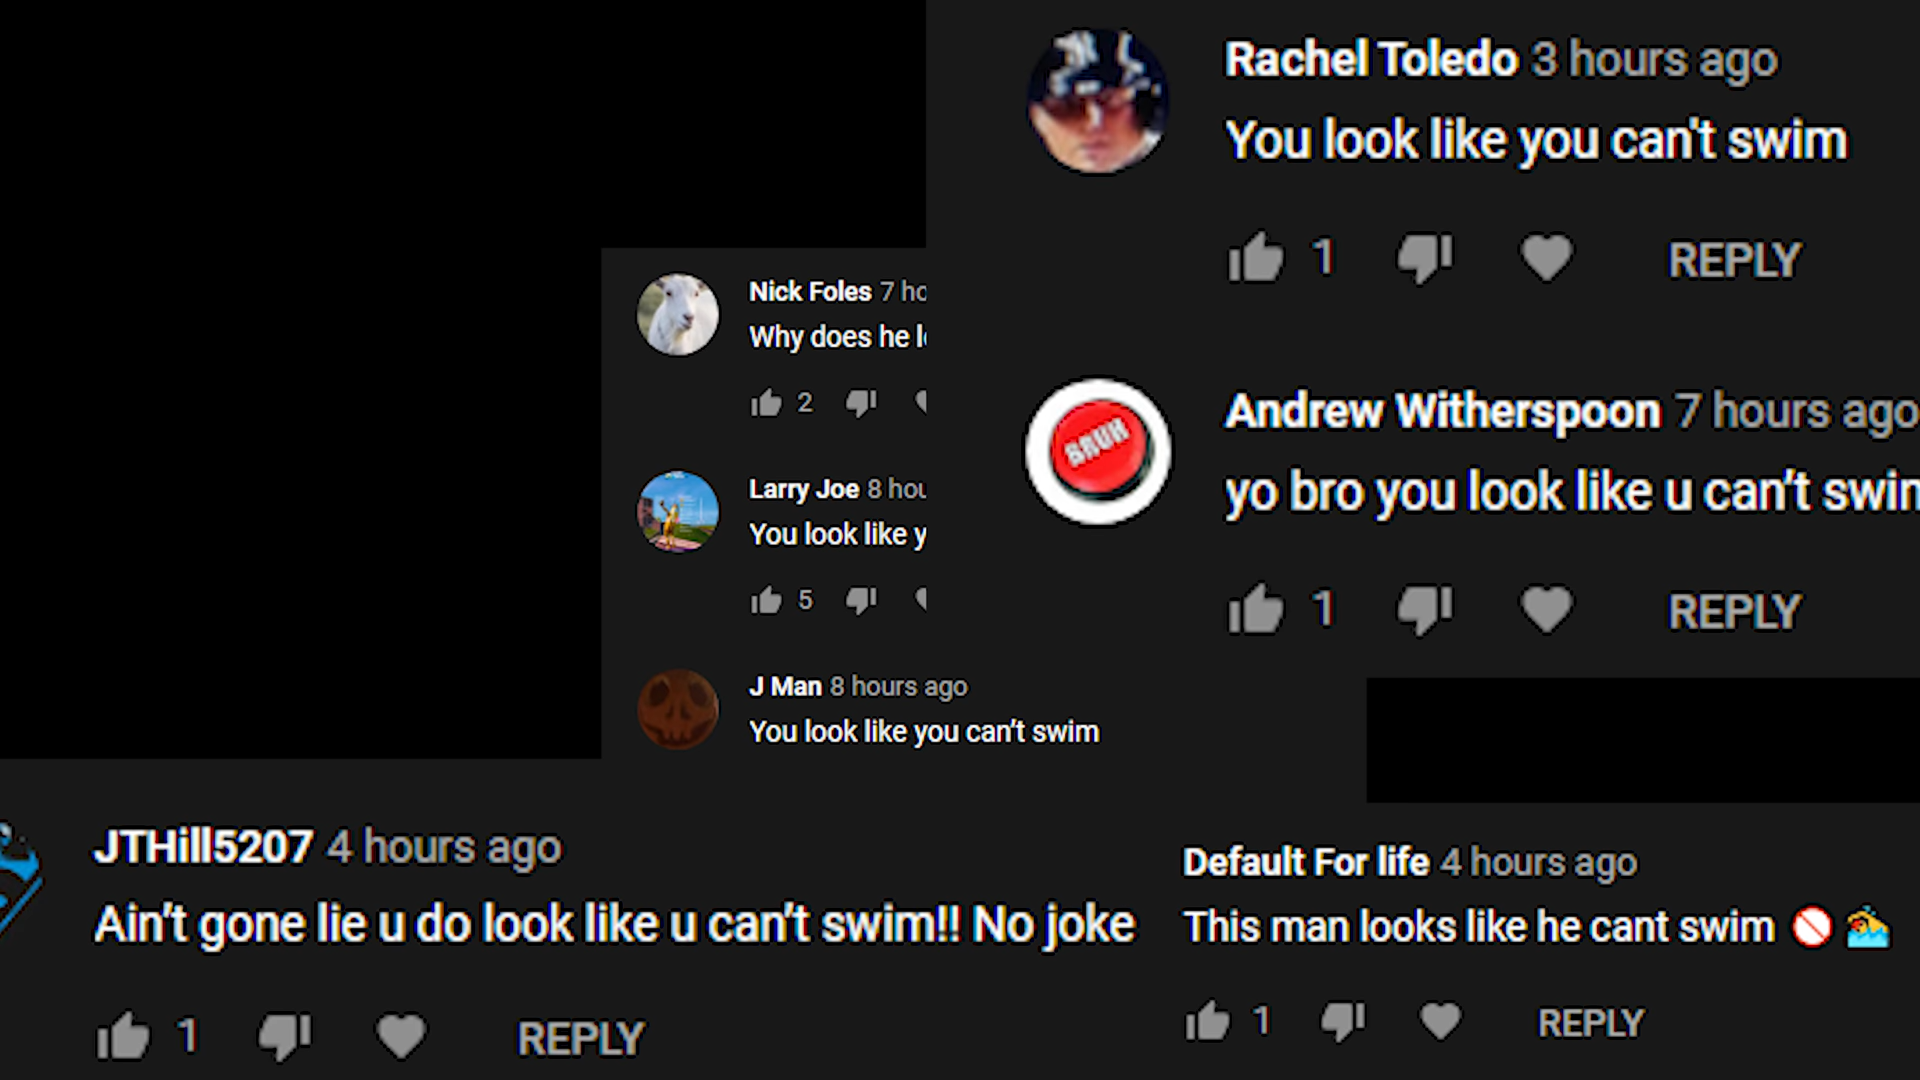 Rachel Toledo 3 hours ago
You look like you can't swim
1 REPLY
Nick Foles 7
Why does he
2
Larry Joe 8
You look like
5
J Man 8 hours ago
You look like you can't swim
BRUH
Andrew Witherspoon 7 hours ago
yo bro you look like u can't
1 REPLY
JTHill5207 4 hours ago
Ain't gone lie u do look like u can't swim!! No joke
1 REPLY
Default For life 4 hours ago
This man looks like he cant swim 🚫 🏊
1 REPLY